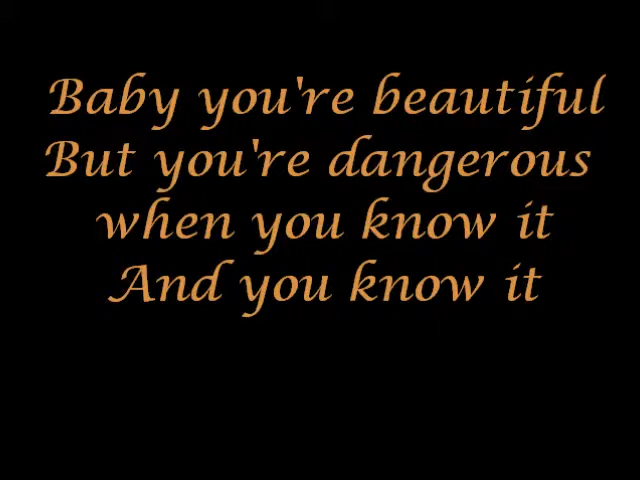 Baby you're beautiful
But you're dangerous
when you know it
And you know it